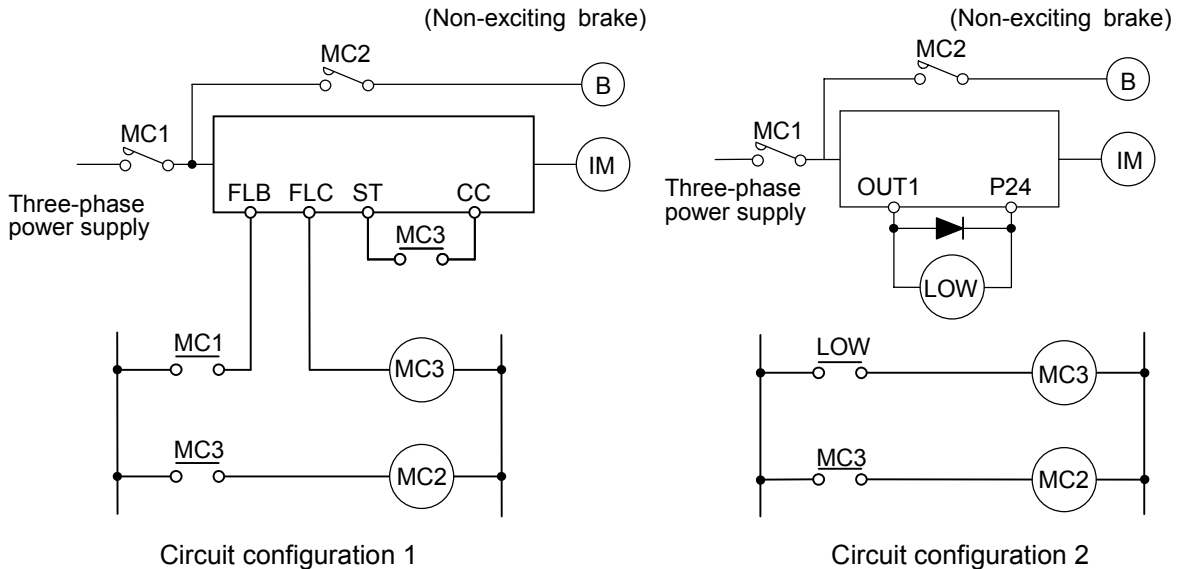 (Non-exciting brake)
MC2
B
MC1
IM
FLB FLC ST CC
Three-phase
power supply
MC3
MC1
MC3
MC3
MC2
Circuit configuration 1
(Non-exciting brake)
MC2
B
MC1
IM
OUT1 P24
Three-phase
power supply
LOW
LOW
MC3
MC3
MC2
Circuit configuration 2